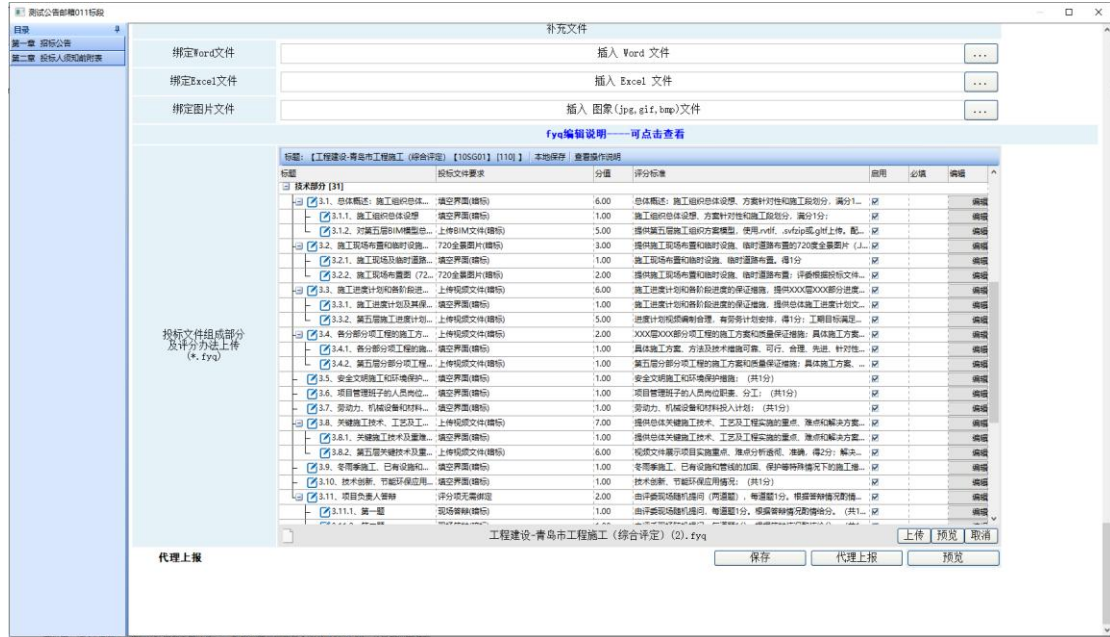 测试公告邮箱011标段
目录
第一章 招标公告
第二章 投标人须知前附表
补充文件
绑定Word文件 插入 Word 文件 ...
绑定Excel文件 插入 Excel 文件 ...
绑定图片文件 插入 图象(jpg,gif,bmp)文件 ...
fyq编辑说明----可点击查看
标题: 【工程建设-青岛市工程施工（综合评定）【10SG01】[110] 】 本地保存 查看操作说明
标题 投标文件要求 分值 评分标准 启用 必填 编辑
技术部分 [31]
3.1、总体概述：施工组织总体... 填空界面(暗标) 6.00 总体概述：施工组织总体设想、方案针对性和施工段划分，满分1... 编辑
3.1.1、施工组织总体设想 填空界面(暗标) 1.00 施工组织总体设想、方案针对性和施工段划分，满分1分; 编辑
3.1.2、对第五层BIM模型总... 上传BIM文件(暗标) 5.00 提供第五层施工组织方案模型，使用.rvtlf、.svfzip或.gltf上传。配... 编辑
3.2、施工现场布置和临时设施... 720全景图片(暗标) 3.00 提供施工现场布置和临时设施、临时道路布置的720度全景图片（J... 编辑
3.2.1、施工现场及临时道路... 填空界面(暗标) 1.00 施工现场布置和临时设施、临时道路布置。得1分 编辑
3.2.2、施工现场布置图（72... 720全景图片(暗标) 2.00 提供施工现场布置和临时设施、临时道路布置；评委根据投标文件... 编辑
3.3、施工进度计划和各阶段进... 上传视频文件(暗标) 6.00 施工进度计划和各阶段进度的保证措施，提供XXX层XXX部分进度... 编辑
3.3.1、施工进度计划及其保... 填空界面(暗标) 1.00 施工进度计划和各阶段进度的保证措施，提供总体施工计划文... 编辑
3.3.2、第五层施工进度计划... 上传视频文件(暗标) 5.00 进度计划视频编制合理、有劳务计划安排，得1分；工期目标满足... 编辑
3.4、各分部分项工程的施工方... 上传视频文件(暗标) 2.00 XXX层XXX部分项工程的施工方案和质量保证措施；具体施工方案... 编辑
3.4.1、各分部分项工程的施... 填空界面(暗标) 1.00 具体施工方案、方法及技术措施可靠、可行、合理、先进、针对性... 编辑
3.4.2、第五层分部分项工程... 上传视频文件(暗标) 1.00 第五层分部分项工程的施工方案和质量保证措施；具体施工方案、... 编辑
3.5、安全文明施工和环境保护... 填空界面(暗标) 1.00 安全文明施工和环境保护措施；（共1分） 编辑
3.6、项目管理班子的人员岗位... 填空界面(暗标) 1.00 项目管理班子的人员岗位职责、分工；（共1分） 编辑
3.7、劳动力、机械设备和材料... 填空界面(暗标) 1.00 劳动力、机械设备和材料投入计划；（共1分） 编辑
3.8、关键施工技术、工艺及工... 上传视频文件(暗标) 7.00 提供总体关键施工技术、工艺及工程实施的重点、难点和解决方案... 编辑
3.8.1、关键施工技术及重难... 填空界面(暗标) 1.00 提供总体关键施工技术、工艺及工程实施的重点、难点和解决方案... 编辑
3.8.2、第五层关键施工技术... 上传视频文件(暗标) 6.00 视频文件展示项目实施重点、难点分析透彻、准确，得2分；解决... 编辑
3.9、冬雨季施工、已有设施和... 填空界面(暗标) 1.00 冬雨季施工、已有设施和管线的加固、保护等特殊情况下的施工措... 编辑
3.10、技术创新、节能环保应用... 填空界面(暗标) 1.00 技术创新、节能环保应用情况；（共1分） 编辑
3.11、项目负责人答辩 评分项无需绑定 2.00 由评委现场随机提问（两道题），每道题1分。根据答辩情况酌情... 编辑
3.11.1、第一题 现场答辩(暗标) 1.00 由评委现场随机提问，每道题1分。根据答辩情况酌情给分。（共1... 编辑
投标文件组成部分
及评分办法上传
(*.fyq)
工程建设-青岛市工程施工（综合评定）(2).fyq 上传 预览 取消
代理上报 保存 代理上报 预览